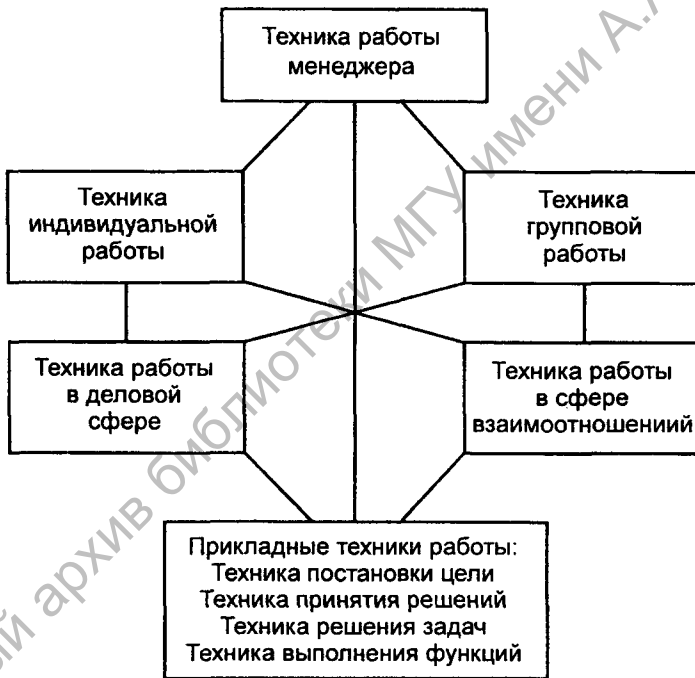 Техника работы
менеджера
Техника
индивидуальной
работы
Техника
групповой
работы
Техника работы
в деловой
сфере
Техника работы
в сфере
взаимоотношениий
Прикладные техники работы:
Техника постановки цели
Техника принятия решений
Техника решения задач
Техника выполнения функций
ый архив библиотеки МГУ имени А.А